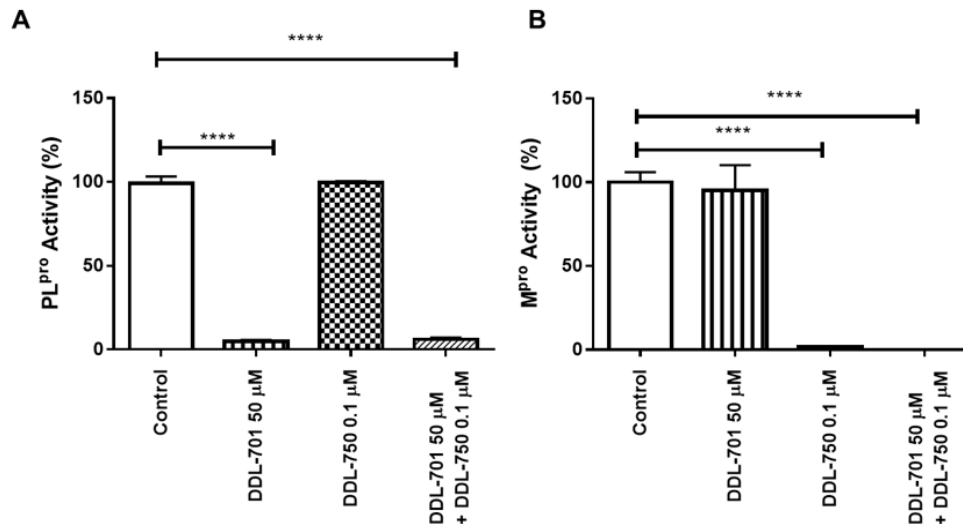 A
****
****
150
100
50
0
PLpro Activity (%)
Control
DDL-701 50 μM
DDL-750 0.1 μM
DDL-701 50 μM
+ DDL-750 0.1 μM
B
****
****
150
100
50
0
Mpro Activity (%)
Control
DDL-701 50 μM
DDL-750 0.1 μM
DDL-701 50 μM
+ DDL-750 0.1 μM